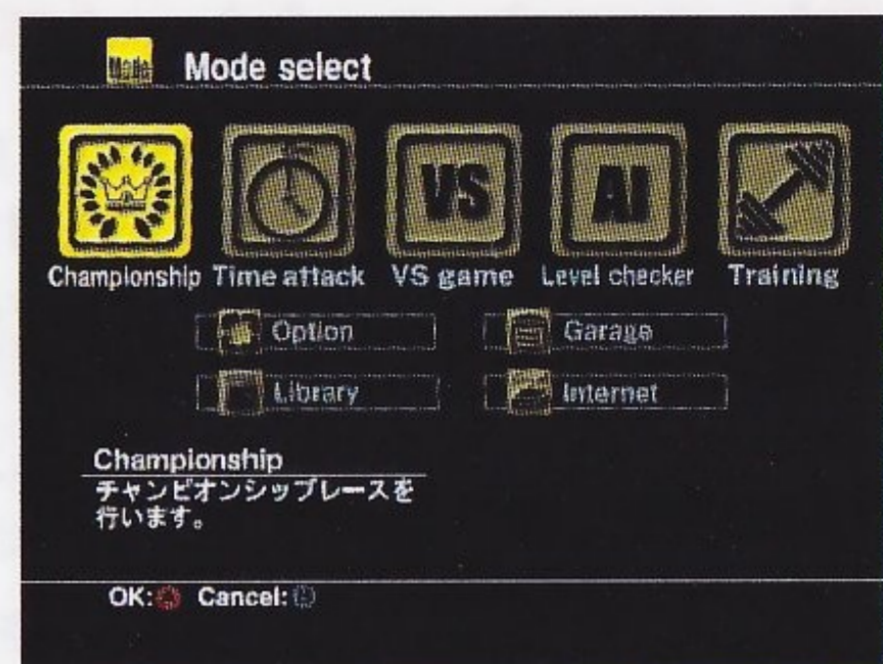 Mode
Mode select
VS
AI
Championship Time attack VS game Level checker Training
Option
Garage
Library
Internet
Championship
チャンピオンシップレースを
行います。
OK: Cancel: